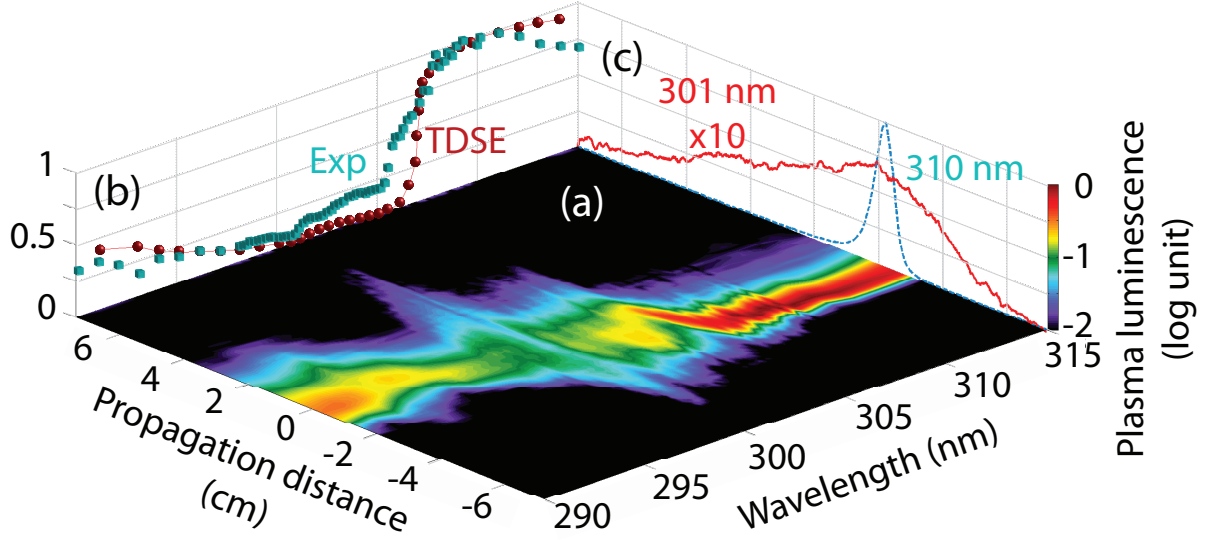 (c)
301 nm
x10
TDSE
Exp
310 nm
1
(b)
0.5
0
(a)
0
-1
-2
Plasma luminescence
(log unit)
6
4
2
0
-2
-4
-6
Propagation distance
(cm)
290
295
300
305
310
315
Wavelength (nm)